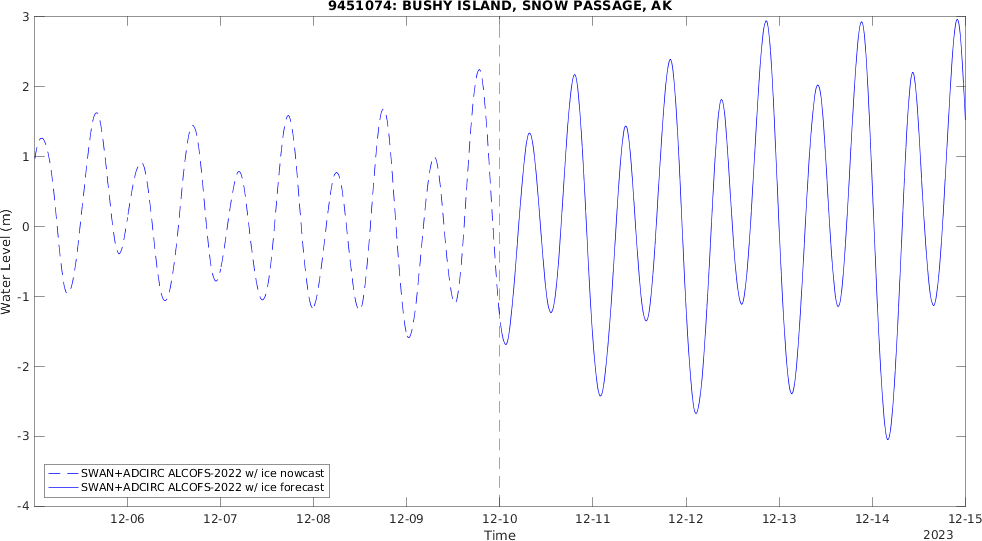 9451074: BUSHY ISLAND, SNOW PASSAGE, AK
3
2
1
0
-1
-2
-3
-4
Water Level (m)
SWAN+ADCIRC ALCOFS-2022 w/ ice nowcast
SWAN+ADCIRC ALCOFS-2022 w/ ice forecast
12-06 12-07 12-08 12-09 12-10 12-11 12-12 12-13 12-14 12-15
Time
2023